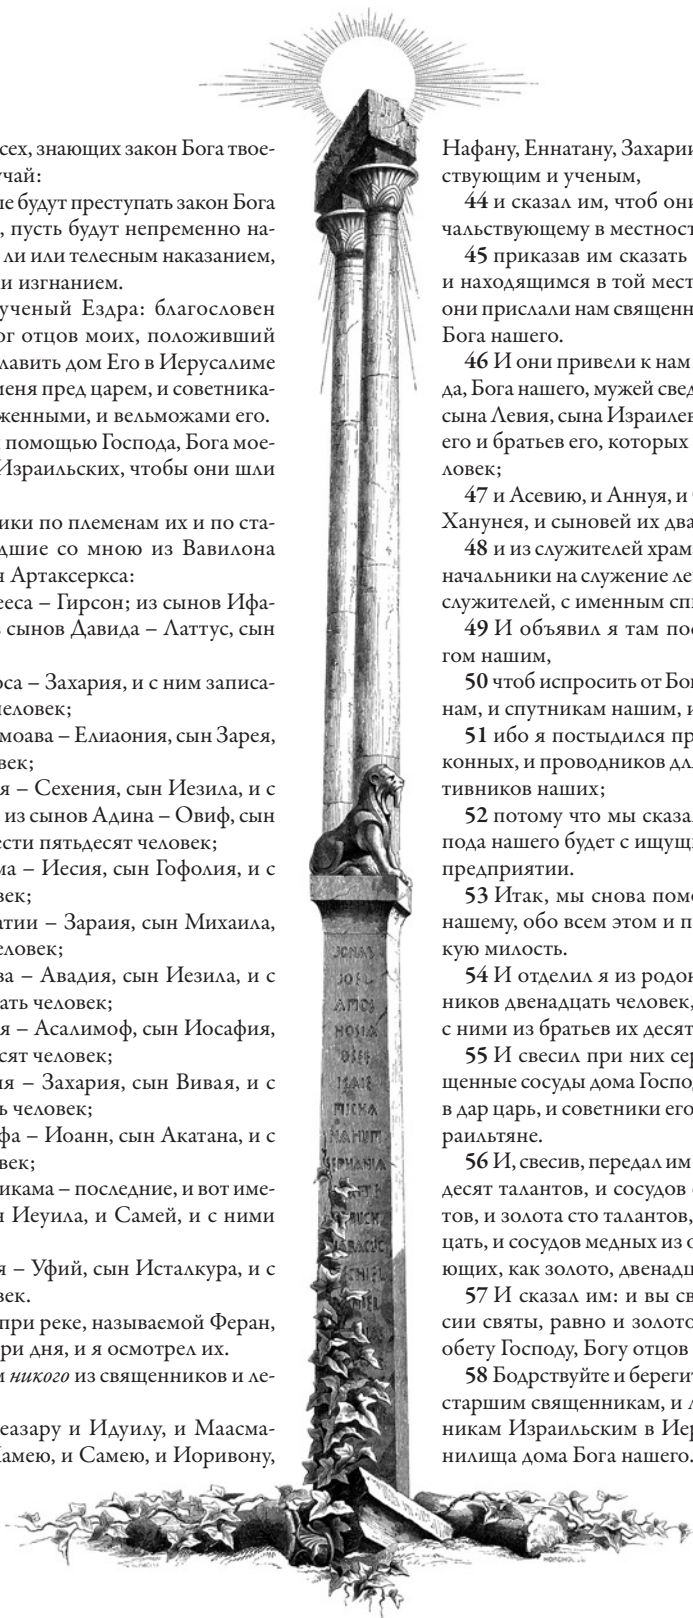 сех, знающих закон Бога твое-
учай:
ые будут преступать закон Бога
, пусть будут непременно на-
ли или телесным наказанием,
и изгнанием.
ученый Ездра: благословен
ог отцов моих, положивший
лавить дом Его в Иерусалиме
меня пред царем, и советника-
женными, и вельможами его.
помощью Господа, Бога мое-
Израильских, чтобы они шли
ики по племенам их и по ста-
дшие со мною из Вавилона
я Артаксеркса:
ееса – Гирсон; из сынов Ифа-
сынов Давида – Латтус, сын
оса – Захария, и с ним записа-
человек;
моава – Елиаония, сын Зарея,
век;
я – Сехения, сын Иезила, и с
из сынов Адина – Овиф, сын
ести пятьдесят человек;
ма – Иесия, сын Гофолия, и с
век;
атии – Зараия, сын Михаила,
еловек;
ва – Авадия, сын Иезила, и с
ать человек;
я – Асалимоф, сын Иосафия,
сят человек;
ия – Захария, сын Вивая, и с
ь человек;
фа – Иоанн, сын Акатана, и с
век;
икама – последние, и вот име-
н Иеуила, и Самей, и с ними
я – Уфий, сын Исталкура, и с
век.
при реке, называемой Феран,
ри дня, и я осмотрел их.
м никого из священников и ле-
еазару и Идуилу, и Маасма-
Мамею, и Самею, и Иоривону,
JONAS
JOEL
AMOS
HOSIA
OSEE
ISAIE
MICHA
NAHUM
SEPHANIA
Нафану, Еннатану, Захарии
ствующим и ученым,
44 и сказал им, чтоб они
чальствующему в местност
45 приказав им сказать
и находящимся в той мест
они прислали нам священн
Бога нашего.
46 И они привели к нам
да, Бога нашего, мужей свед
сына Левия, сына Израилев
его и братьев его, которых
ловек;
47 и Асевию, и Аннуя, и
Ханунея, и сыновей их два
48 и из служителей храм
начальники на служение ле
служителей, с именным спи
49 И объявил я там пос
гом нашим,
50 чтоб испросить от Бог
нам, и спутникам нашим, и
51 ибо я постыдился пр
конных, и проводников дл
тивников наших;
52 потому что мы сказал
пода нашего будет с ищущи
предприятии.
53 Итак, мы снова помо
нашему, обо всем этом и п
кую милость.
54 И отделил я из родон
ников двенадцать человек,
с ними из братьев их десят
55 И свесил при них сер
щенные сосуды дома Господ
в дар царь, и советники его
раильтяне.
56 И, свесив, передал им
десят талантов, и сосудов с
тов, и золота сто талантов,
цать, и сосудов медных из о
ющих, как золото, двенадц
57 И сказал им: и вы св
сии святы, равно и золото
обету Господу, Богу отцов
58 Бодрствуйте и берегит
старшим священникам, и л
никам Израильским в Иер
нилища дома Бога нашего.